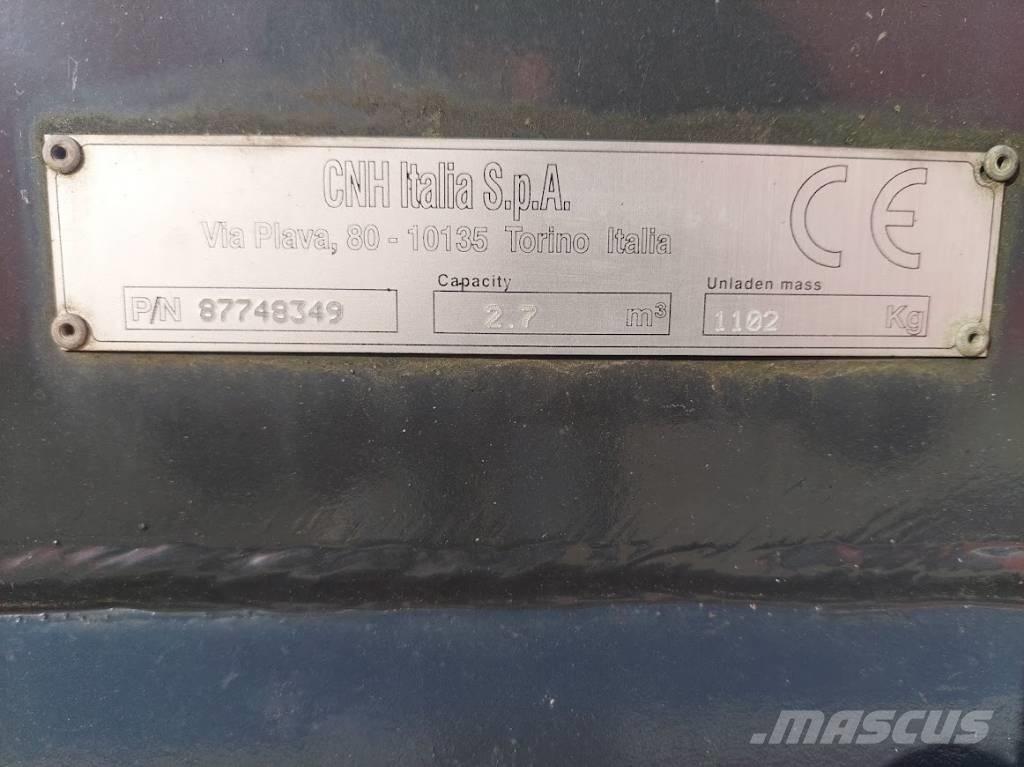 CNH Italia S.p.A.
Via Plava, 80 - 10135 Torino Italia
CE
Capacity
Unladen mass
P/N 87748349
2.7 m³
1102 Kg
MASCUS